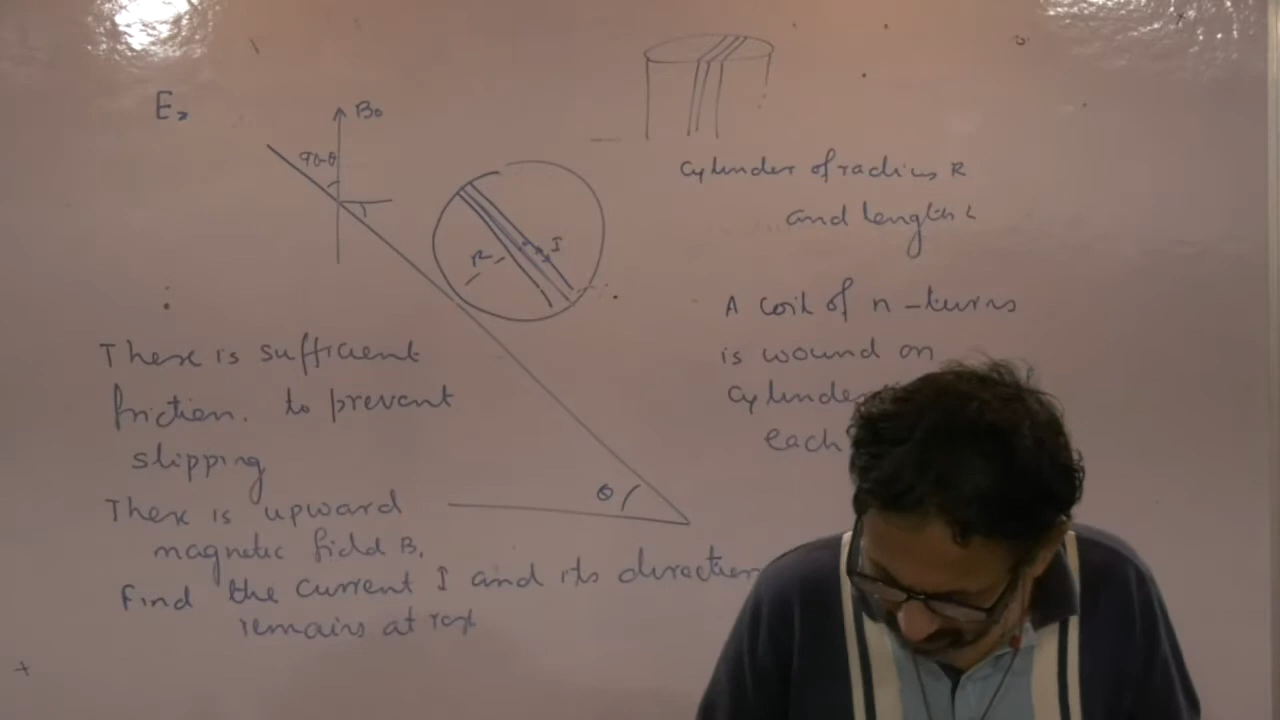 Ex
B₀
90-θ
R
I
Cylinder of radius R
and length L
A coil of n-turns
is wound on
each
There is sufficient
friction. to prevent
slipping
There is upward
magnetic field B.
θ
Find the current I and its direction
remains at rest